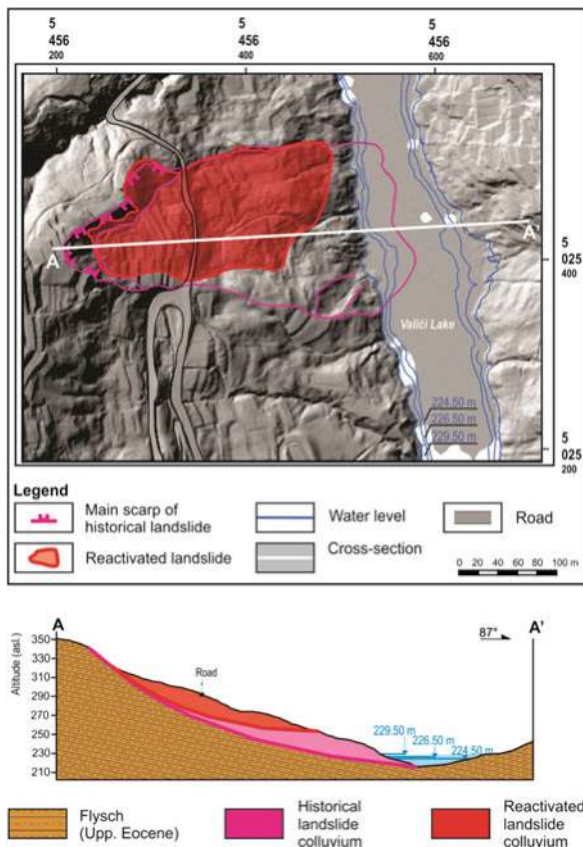 5
456
200
5
456
400
5
456
600
A
A'
5
025
400
Valići Lake
224.50 m
226.50 m
229.50 m
5
025
200
Legend
Main scarp of
historical landslide
Water level
Road
Reactivated landslide
Cross-section
0 20 40 60 80 100 m
A
87°
A'
Altitude (asl.)
350
330
310
290
270
250
230
210
Road
229.50 m
226.50 m
224.50 m
Flysch
(Upp. Eocene)
Historical
landslide
colluvium
Reactivated
landslide
colluvium